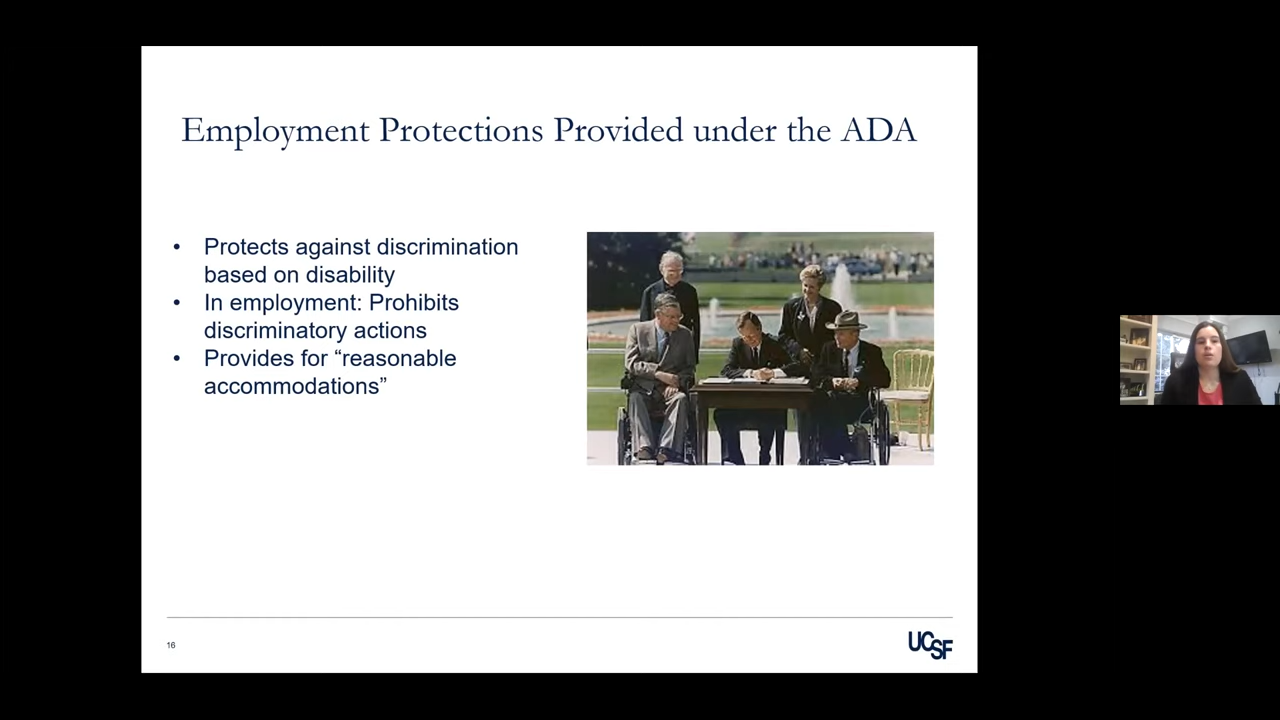 Employment Protections Provided under the ADA
• Protects against discrimination
based on disability
• In employment: Prohibits
discriminatory actions
• Provides for “reasonable
accommodations”
16
UCSF